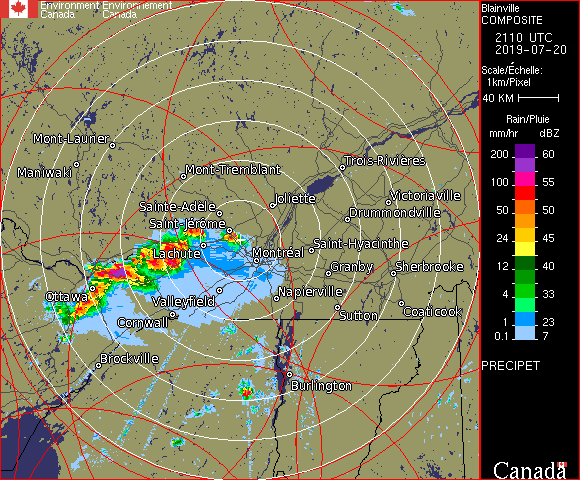 Environment Environnement
Canada Canada
Blainville
COMPOSITE
2110 UTC
2019-07-20
Scale/Échelle:
1km/Pixel
40 KM
Rain/Pluie
mm/hr dBZ
200 60
100 55
50 50
24 45
12 40
4 33
1 23
0.1 7
PRECIPET
Canada
Mont-Laurier
Maniwaki
Mont-Tremblant
Trois-Rivières
Joliette
Victoriaville
Sainte-Adèle
Drummondville
Saint-Jérôme
Saint-Hyacinthe
Lachute
Montréal
Granby
Sherbrooke
Ottawa
Valleyfield
Napierville
Coaticook
Cornwall
Sutton
Brockville
Burlington